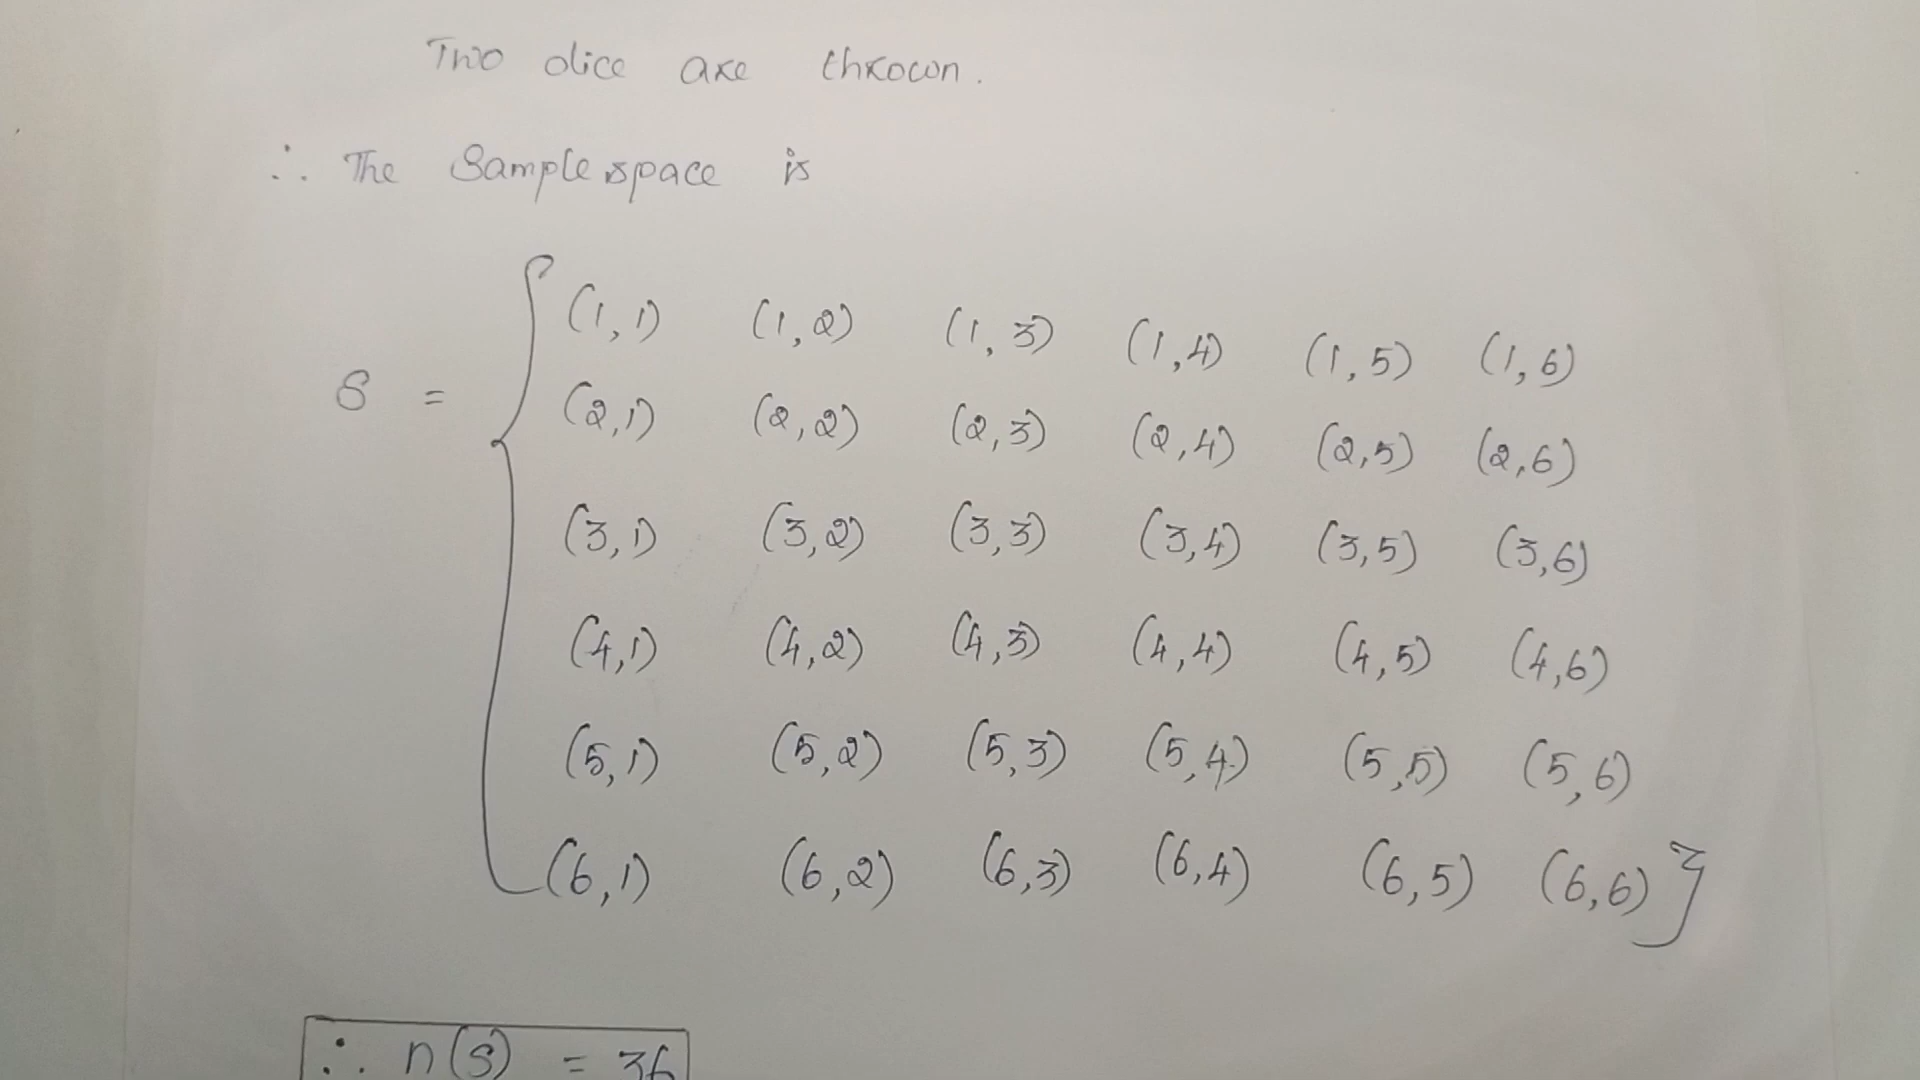 Two dice are thrown.
∴ The Sample space is
S = { (1,1) (1,2) (1,3) (1,4) (1,5) (1,6)
(2,1) (2,2) (2,3) (2,4) (2,5) (2,6)
(3,1) (3,2) (3,3) (3,4) (3,5) (3,6)
(4,1) (4,2) (4,3) (4,4) (4,5) (4,6)
(5,1) (5,2) (5,3) (5,4) (5,5) (5,6)
(6,1) (6,2) (6,3) (6,4) (6,5) (6,6) }
∴ n(S) = 36